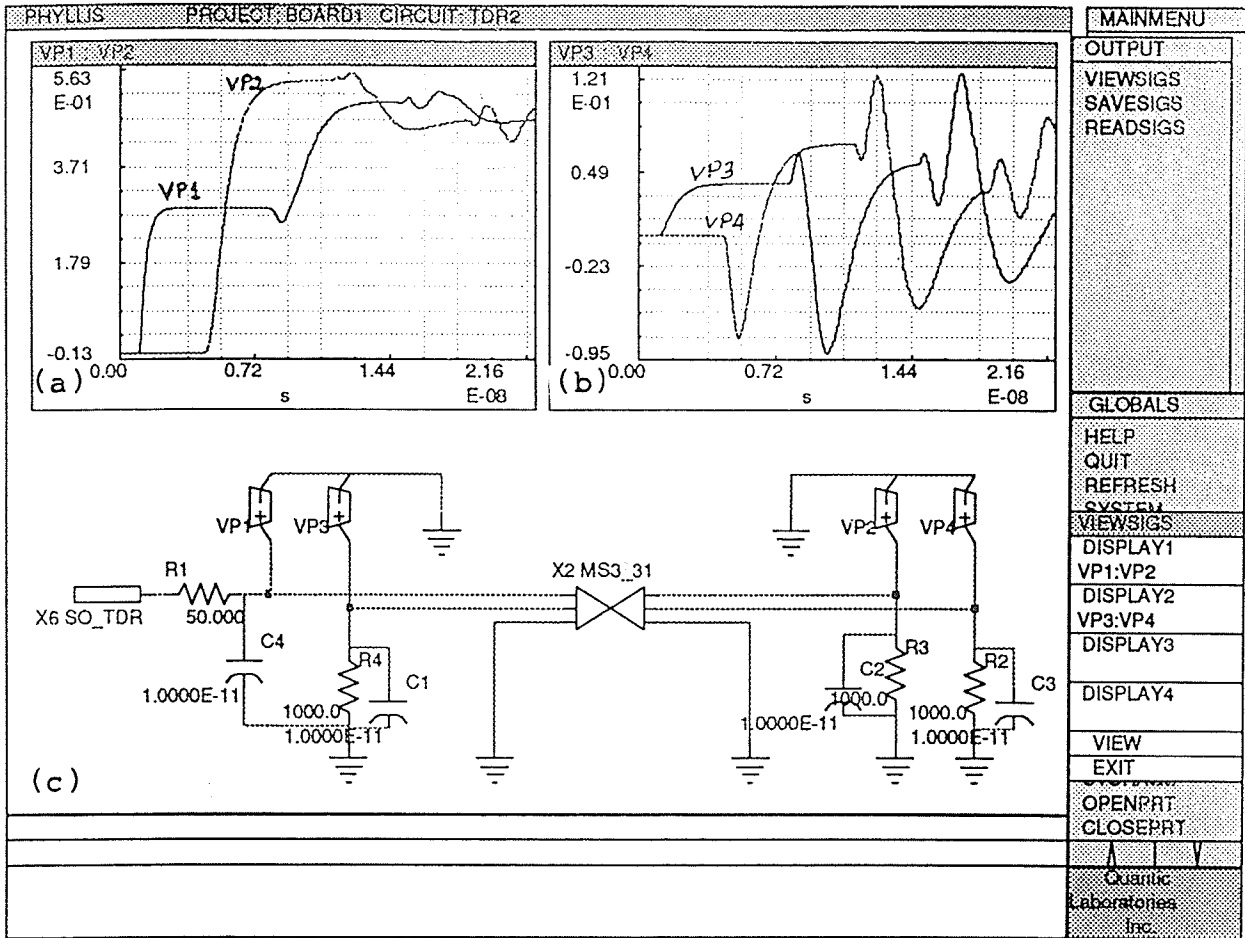 PHYLLIS PROJECT: BOARD1 CIRCUIT: TDR2
VP1 : VP2
5.63
E-01
3.71
1.79
-0.13
VP2
VP1
(a)
0.00 0.72 1.44 2.16
s E-08
VP3 : VP4
1.21
E-01
0.49
-0.23
-0.95
VP3
VP4
(b)
0.00 0.72 1.44 2.16
s E-08
VP1 VP3
VP2 VP4
R1
X2 MS3_31
X6 SO_TDR
50.000
C4
R4
C1
1.0000E-11
1000.0
1.0000E-11
R3
C2
1000.0
1.0000E-11
R2
C3
1000.0
1.0000E-11
(c)
MAINMENU
OUTPUT
VIEWSIGS
SAVESIGS
READSIGS
GLOBALS
HELP
QUIT
REFRESH
SYSTEM
VIEWSIGS
DISPLAY1
VP1:VP2
DISPLAY2
VP3:VP4
DISPLAY3
DISPLAY4
VIEW
EXIT
OPENPRT
CLOSEPRT
Quantic
Laboratories
Inc.